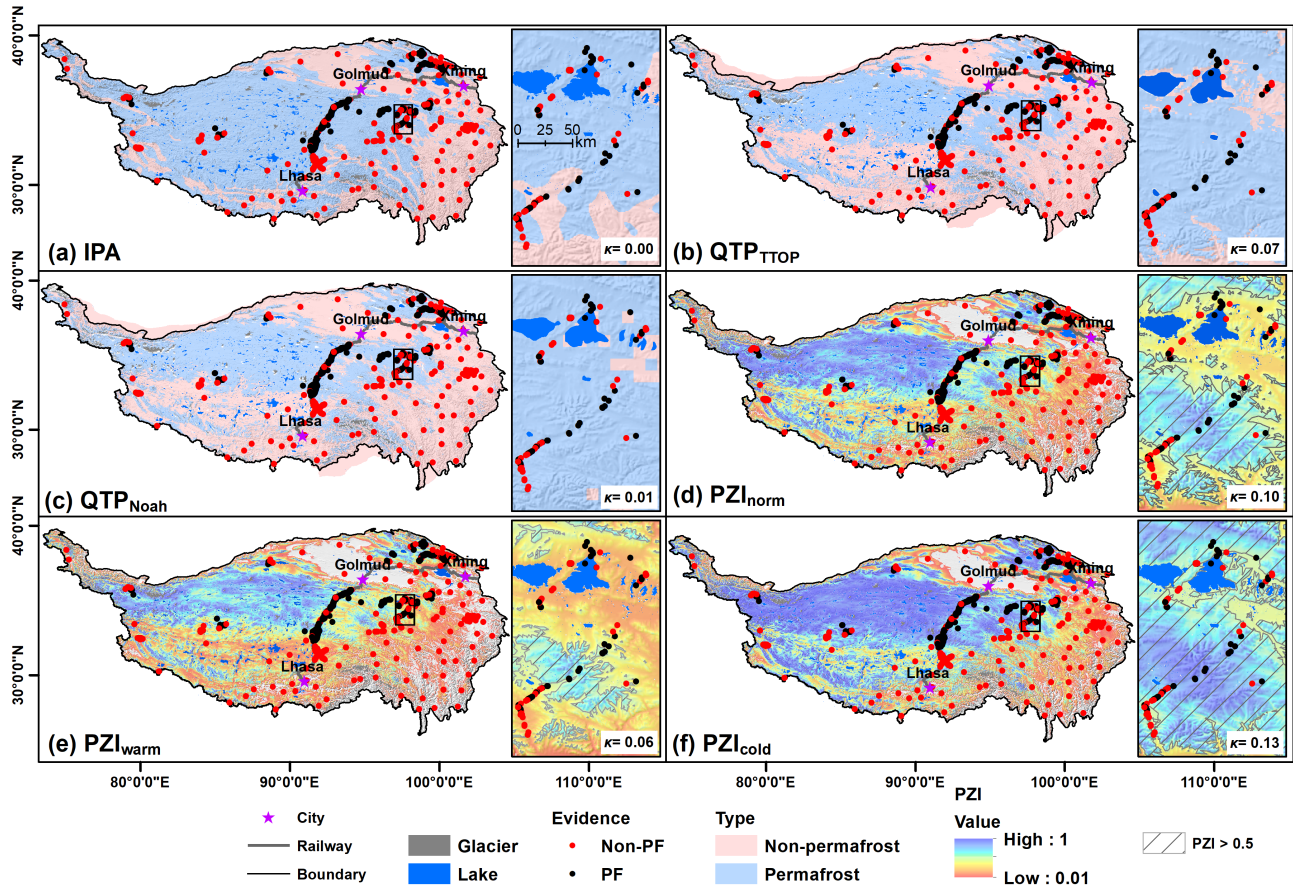 40°0'0"N
30°0'0"N
Golmud
Xining
Lhasa
0 25 50
km
(a) IPA
κ= 0.00
Golmud
Xining
Lhasa
(b) QTPTTOP
κ= 0.07
40°0'0"N
30°0'0"N
Golmud
Xining
Lhasa
(c) QTPNoah
κ= 0.01
Golmud
Xining
Lhasa
(d) PZInorm
κ= 0.10
40°0'0"N
30°0'0"N
Golmud
Xining
Lhasa
(e) PZIwarm
κ= 0.06
Golmud
Xining
Lhasa
(f) PZIcold
κ= 0.13
80°0'0"E 90°0'0"E 100°0'0"E 110°0'0"E 80°0'0"E 90°0'0"E 100°0'0"E 110°0'0"E
City
Railway
Boundary
Glacier
Lake
Evidence
Non-PF
PF
Type
Non-permafrost
Permafrost
PZI
Value
High : 1
Low : 0.01
PZI > 0.5